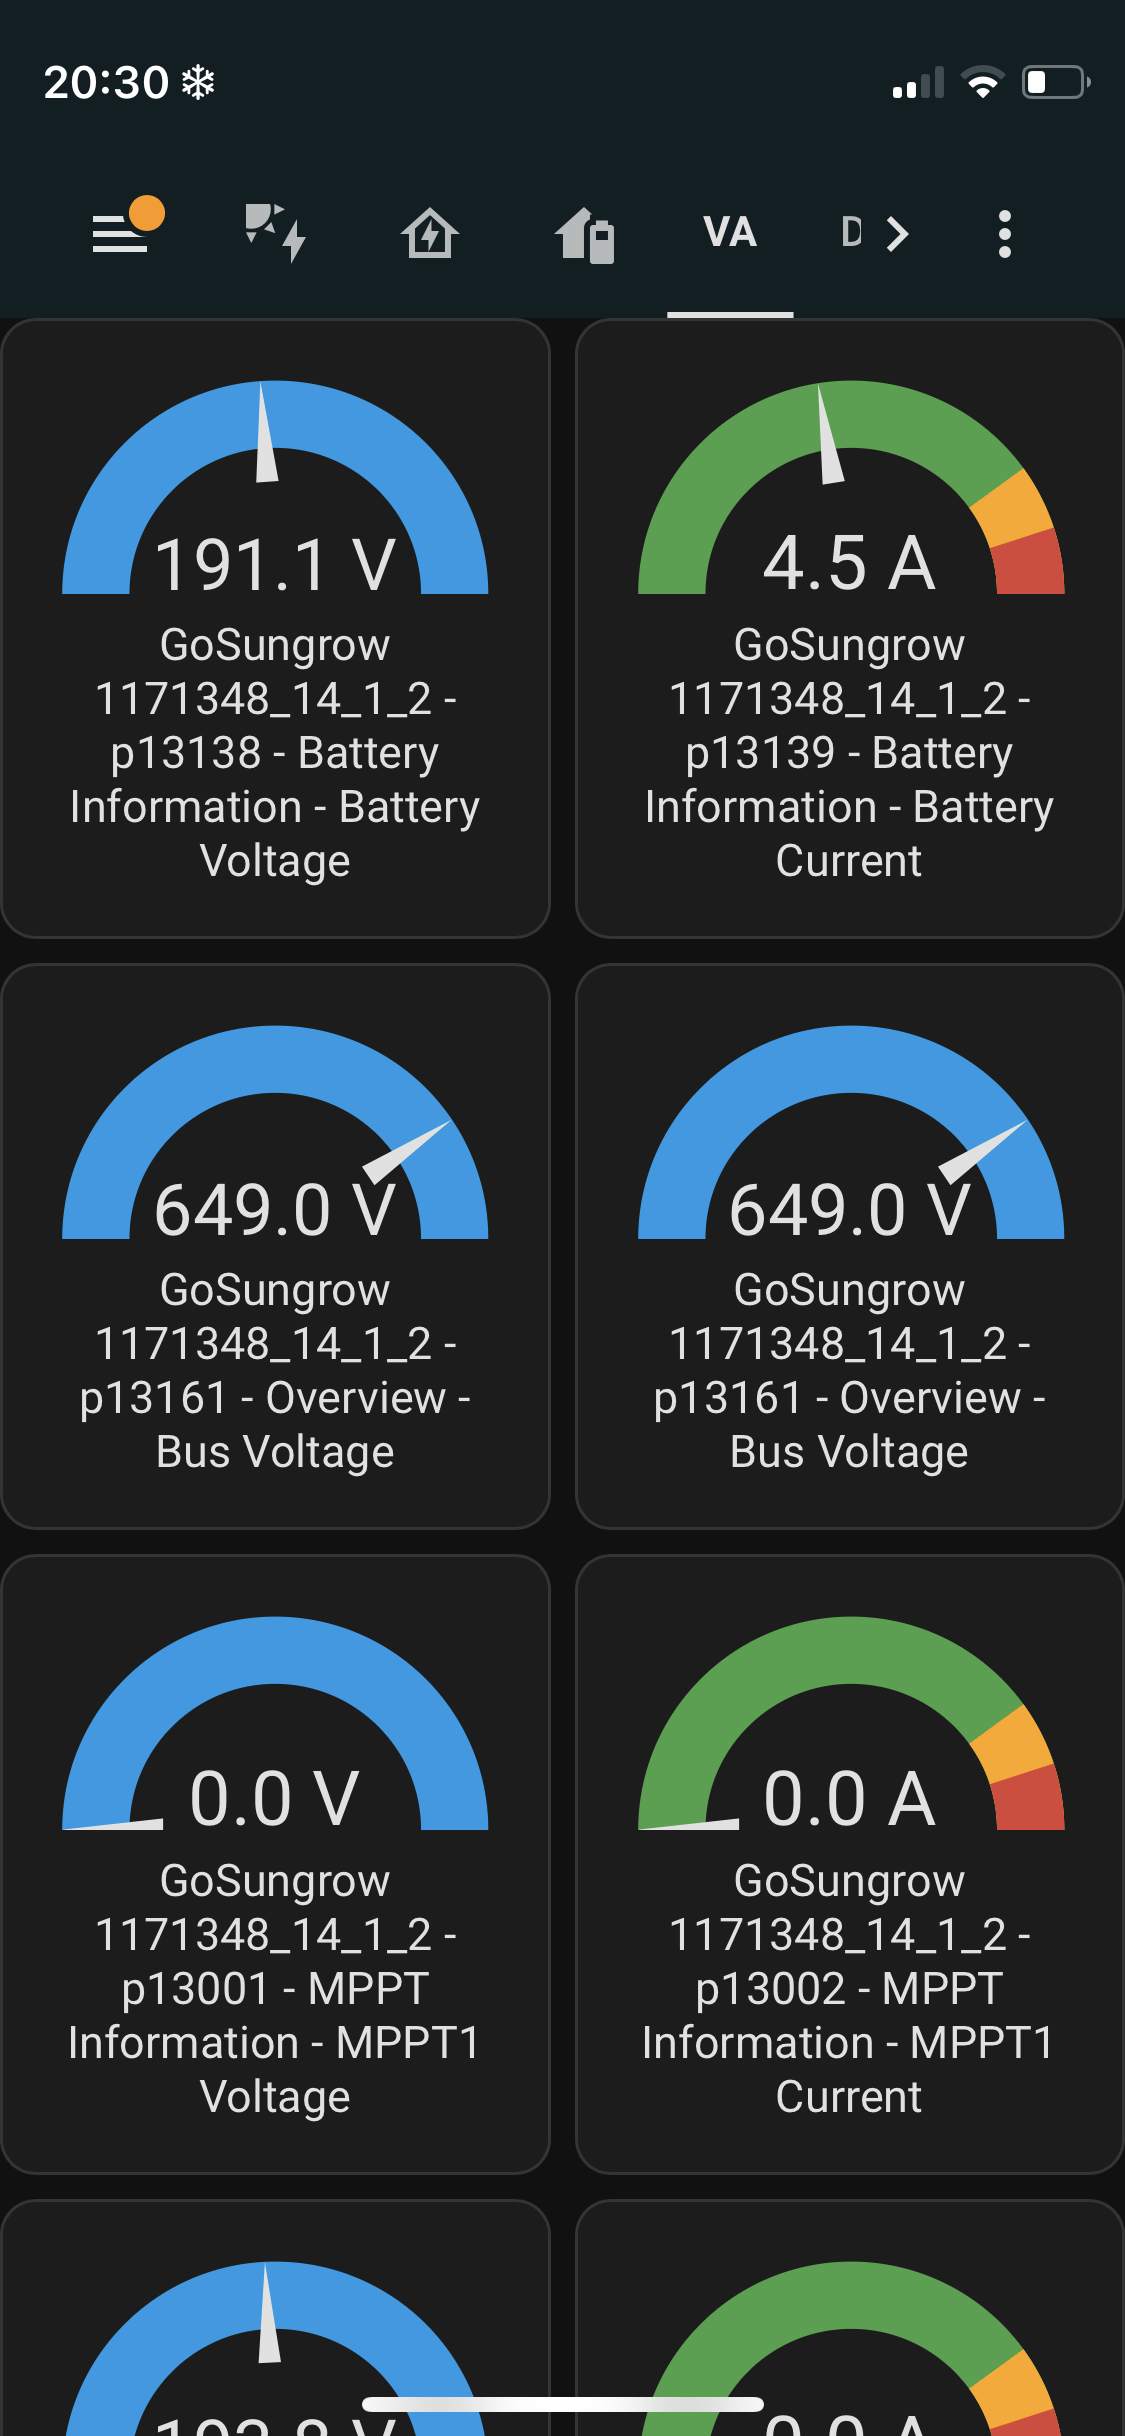 20:30
VA
191.1 V
GoSungrow
1171348_14_1_2 -
p13138 - Battery
Information - Battery
Voltage
4.5 A
GoSungrow
1171348_14_1_2 -
p13139 - Battery
Information - Battery
Current
649.0 V
GoSungrow
1171348_14_1_2 -
p13161 - Overview -
Bus Voltage
649.0 V
GoSungrow
1171348_14_1_2 -
p13161 - Overview -
Bus Voltage
0.0 V
GoSungrow
1171348_14_1_2 -
p13001 - MPPT
Information - MPPT1
Voltage
0.0 A
GoSungrow
1171348_14_1_2 -
p13002 - MPPT
Information - MPPT1
Current